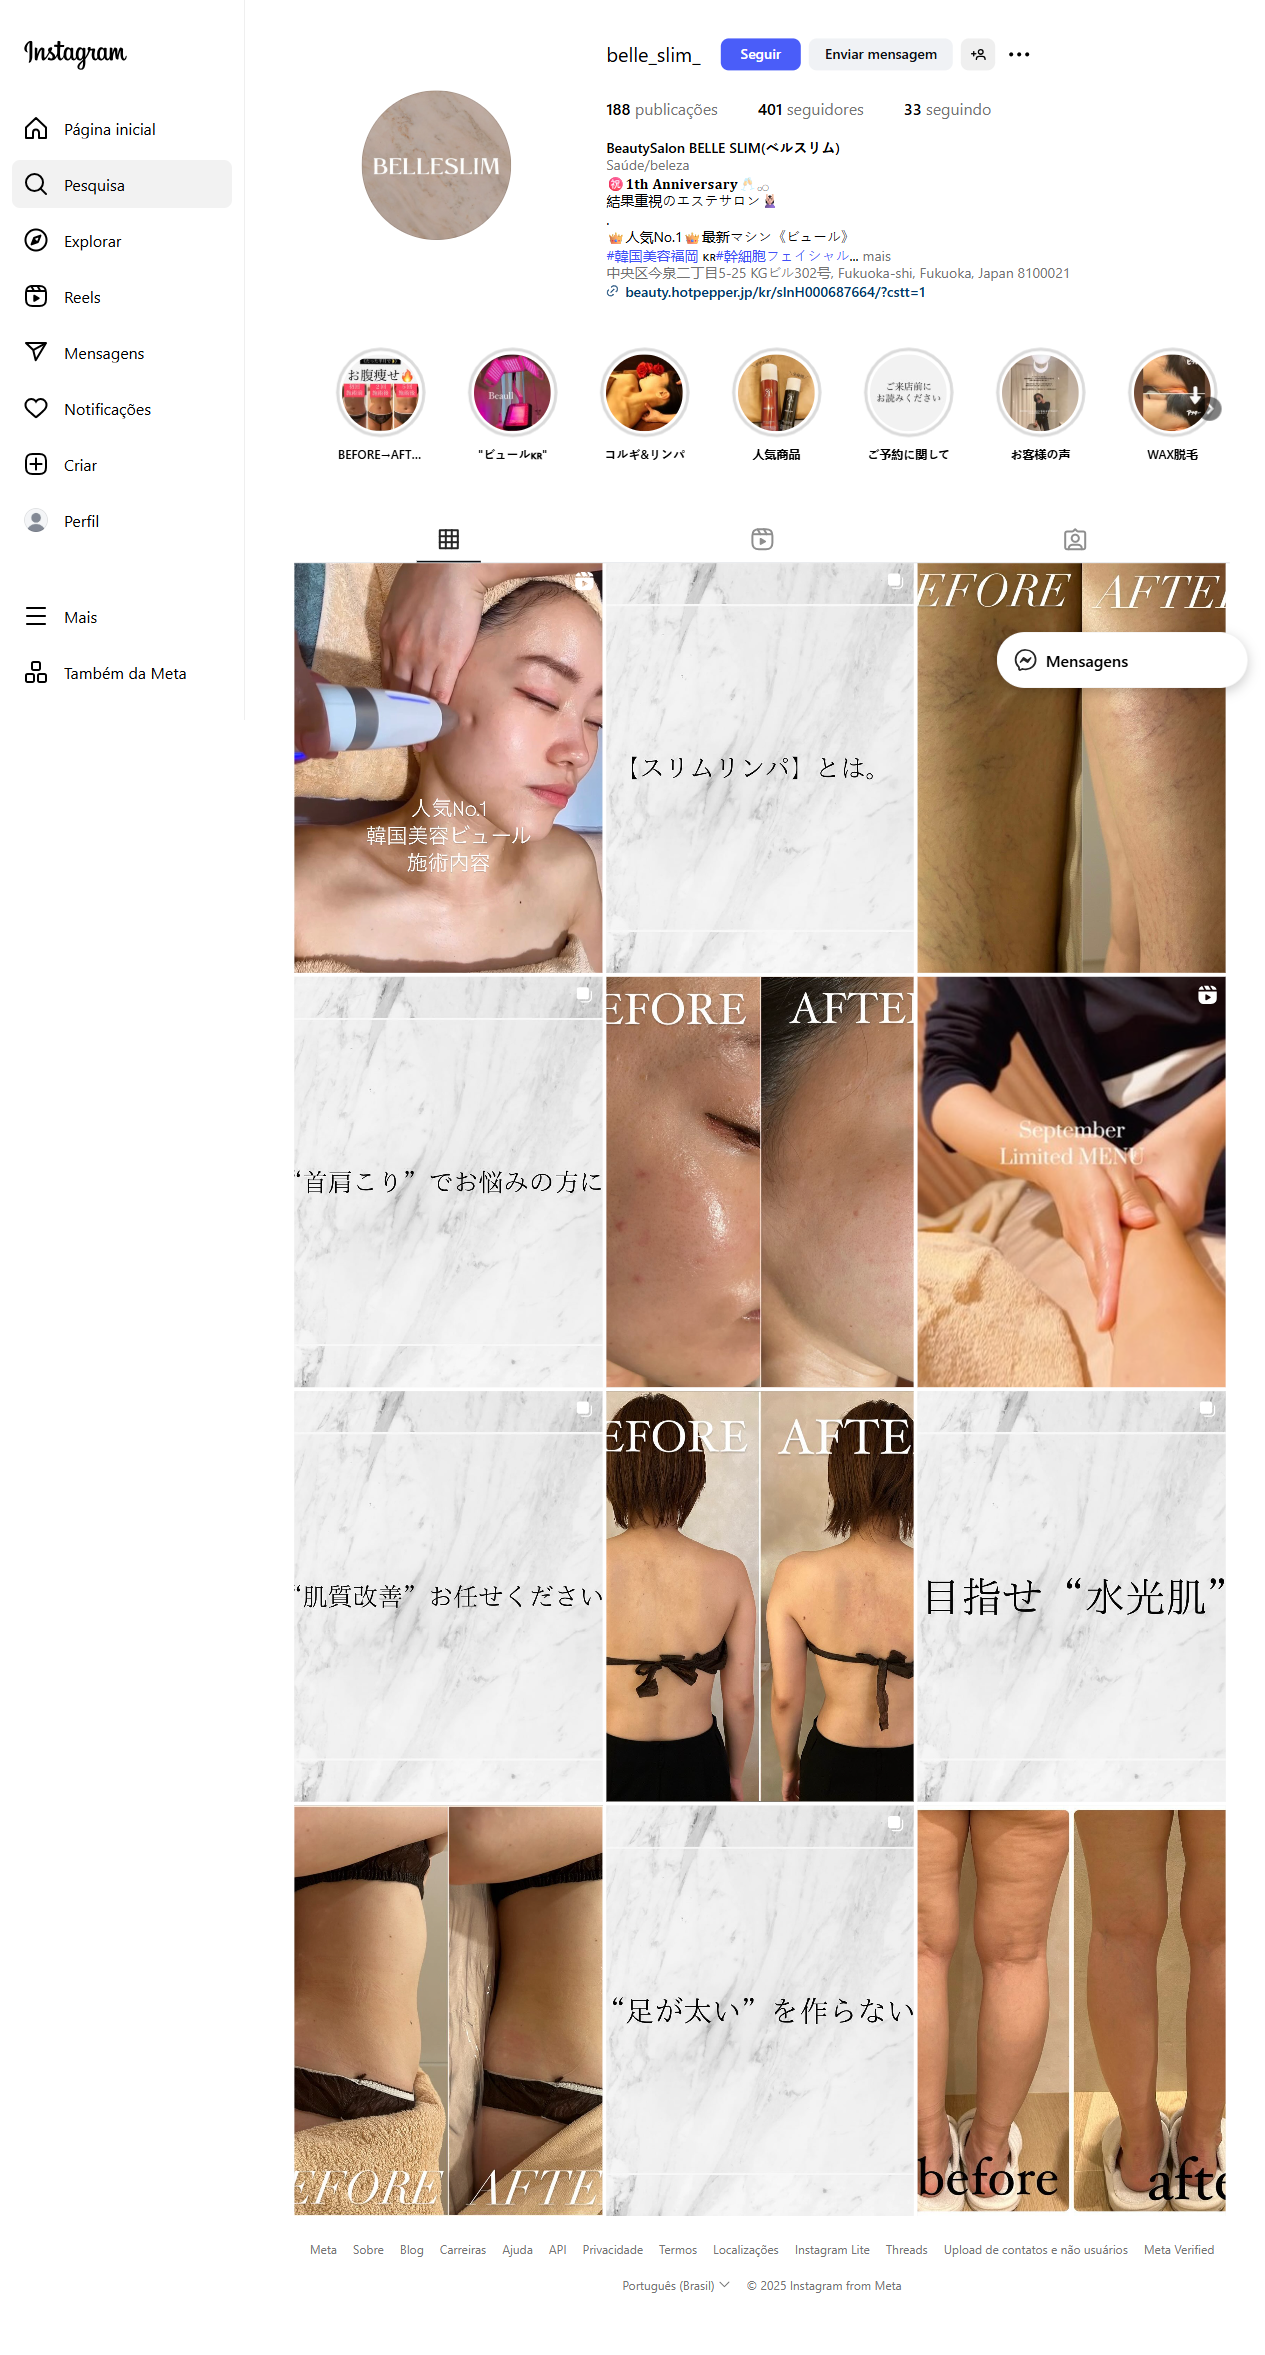 Instagram
Página inicial
Pesquisa
Explorar
Reels
Mensagens
Notificações
Criar
Perfil
Mais
Também da Meta
BELLESLIM
belle_slim_
Seguir
Enviar mensagem
188 publicações
401 seguidores
33 seguindo
BeautySalon BELLE SLIM(ベルスリム)
Saúde/beleza
㊗️1th Anniversary🥂
結果重視のエステサロン💆🏻‍♀️
.
👑人気No.1👑最新マシン《ビュール》
#韓国美容福岡 🇰🇷#幹細胞フェイシャル... mais
中央区今泉二丁目5-25 KGビル302号, Fukuoka-shi, Fukuoka, Japan 8100021
beauty.hotpepper.jp/kr/slnH000687664/?cstt=1
お腹痩せ🔥
ご来店前に
お読みください
BEFORE→AFT...
"ビュール🇰🇷"
コルギ&リンパ
人気商品
ご予約に関して
お客様の声
WAX脱毛
人気No.1
韓国美容ビュール
施術内容
【スリムリンパ】とは。
EFORE
AFTE
Mensagens
“首肩こり”でお悩みの方に
EFORE
AFTE
September
Limited MENU
“肌質改善”お任せください
EFORE
AFTE
目指せ“水光肌”
EFORE
AFTE
“足が太い”を作らない
before
afte
Meta
Sobre
Blog
Carreiras
Ajuda
API
Privacidade
Termos
Localizações
Instagram Lite
Threads
Upload de contatos e não usuários
Meta Verified
Português (Brasil)
© 2025 Instagram from Meta